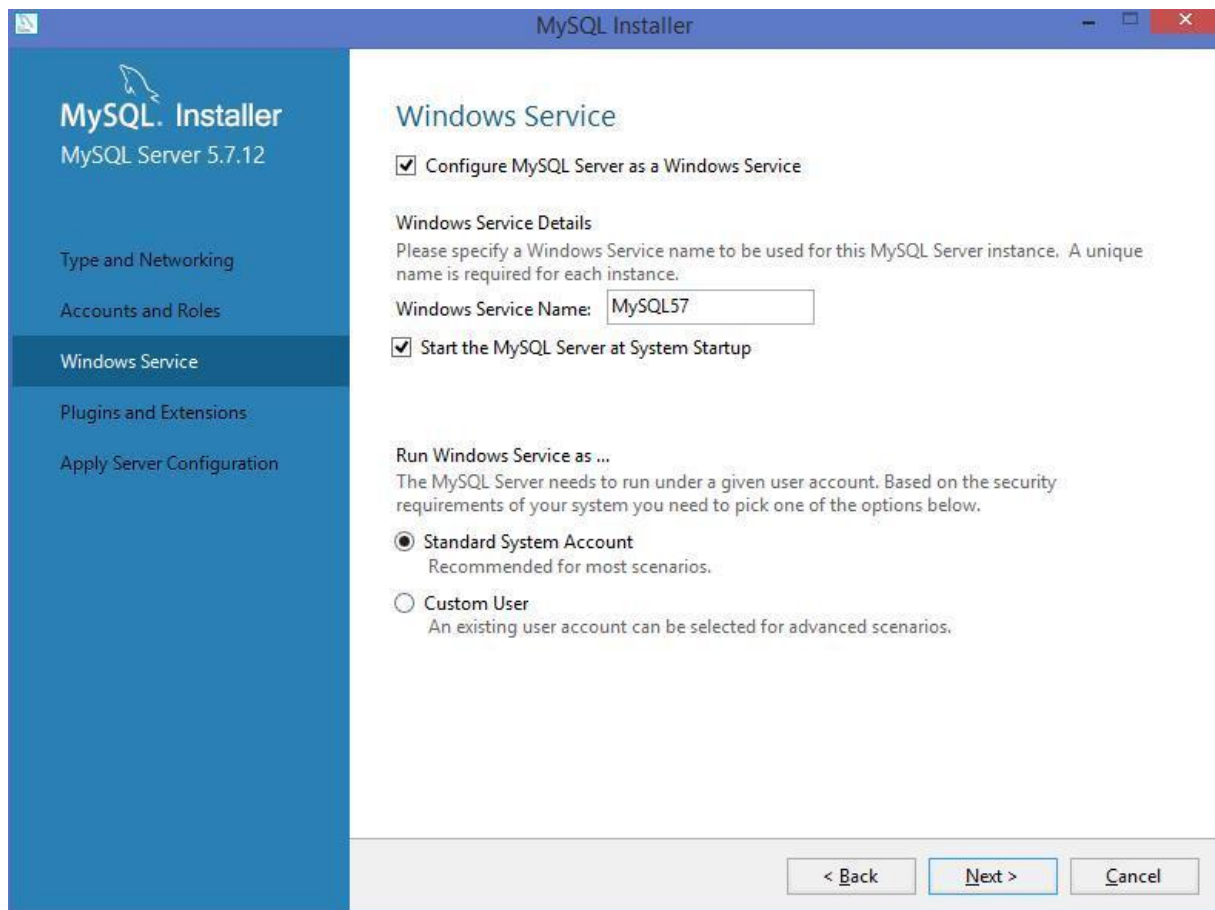 MySQL Installer
MySQL. Installer
MySQL Server 5.7.12
Type and Networking
Accounts and Roles
Windows Service
Plugins and Extensions
Apply Server Configuration
Windows Service
Configure MySQL Server as a Windows Service
Windows Service Details
Please specify a Windows Service name to be used for this MySQL Server instance. A unique
name is required for each instance.
Windows Service Name: MySQL57
Start the MySQL Server at System Startup
Run Windows Service as ...
The MySQL Server needs to run under a given user account. Based on the security
requirements of your system you need to pick one of the options below.
Standard System Account
Recommended for most scenarios.
Custom User
An existing user account can be selected for advanced scenarios.
< Back Next > Cancel